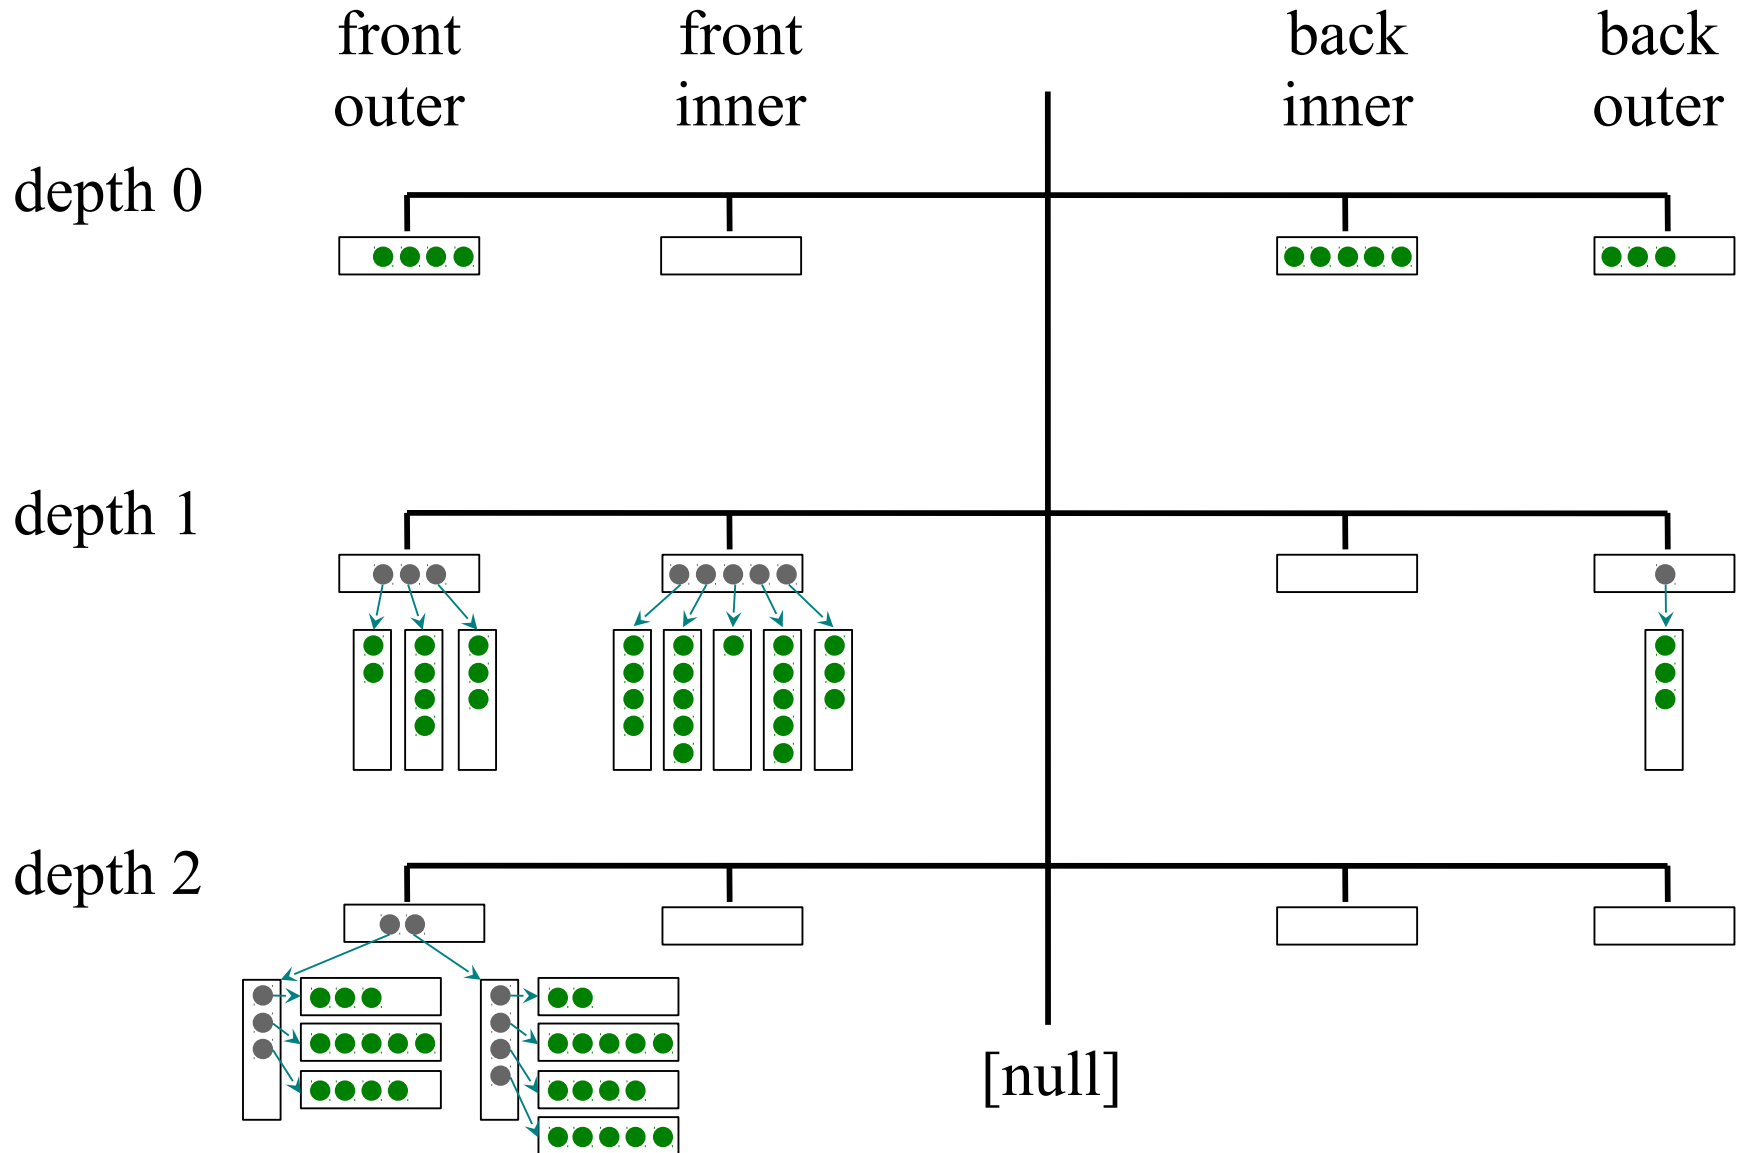 front
outer
front
inner
back
inner
back
outer
depth 0
depth 1
depth 2
[null]